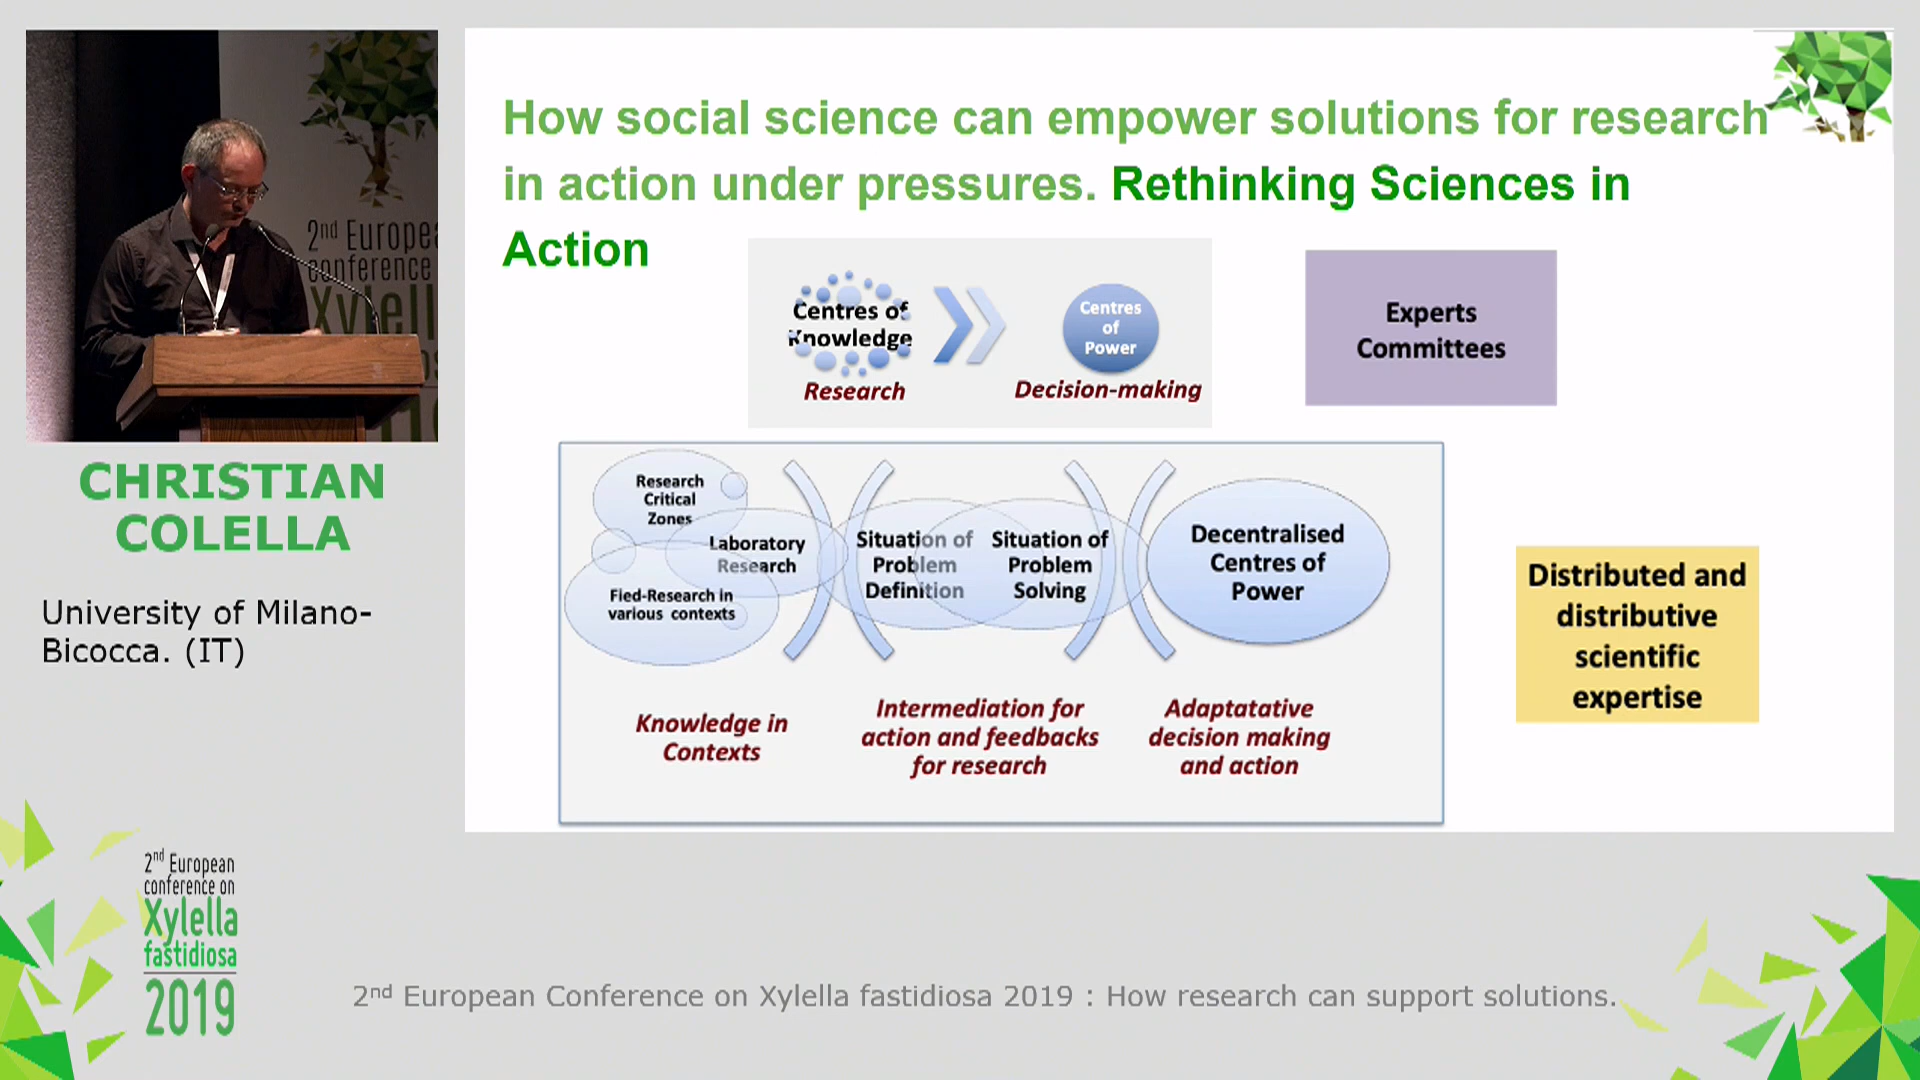 How social science can empower solutions for research
in action under pressures. Rethinking Sciences in
Action
Centres of
Knowledge
Research
Centres
of
Power
Decision-making
Experts
Committees
Research
Critical
Zones
Laboratory
Research
Fied-Research in
various contexts
Situation of
Problem
Definition
Situation of
Problem
Solving
Decentralised
Centres of
Power
Knowledge in
Contexts
Intermediation for
action and feedbacks
for research
Adaptatative
decision making
and action
Distributed and
distributive
scientific
expertise
2nd Europe
conference
Xylell
CHRISTIAN
COLELLA
University of Milano-
Bicocca. (IT)
2nd European
conference on
Xylella
fastidiosa
2019
2nd European Conference on Xylella fastidiosa 2019 : How research can support solutions.